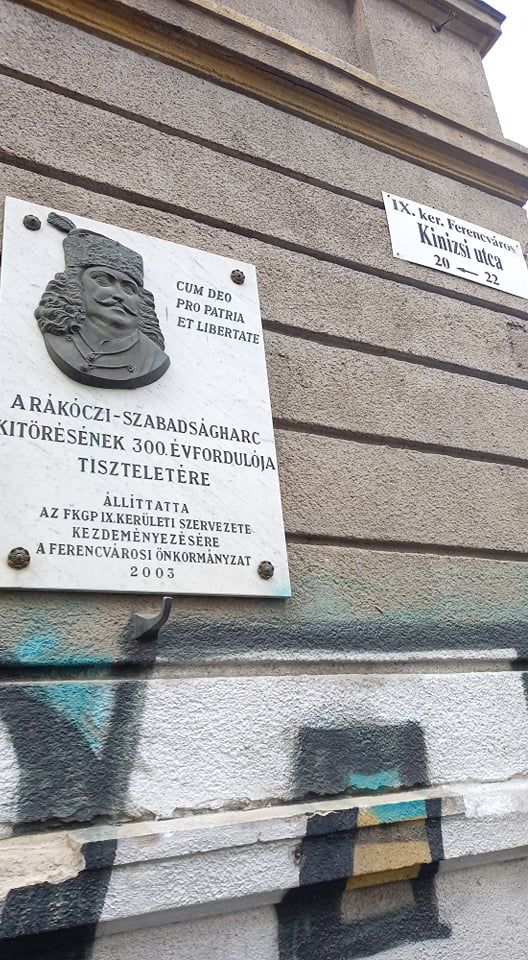 CUM DEO
PRO PATRIA
ET LIBERTATE
A RÁKÓCZI-SZABADSÁGHARC
KITÖRÉSÉNEK 300. ÉVFORDULÓJA
TISZTELETÉRE
ÁLLÍTTATTA
AZ FKGP IX. KERÜLETI SZERVEZETE
KEZDEMÉNYEZÉSÉRE
A FERENCVÁROSI ÖNKORMÁNYZAT
2003
IX. ker. Ferencváros
Kinizsi utca
20 ← 22